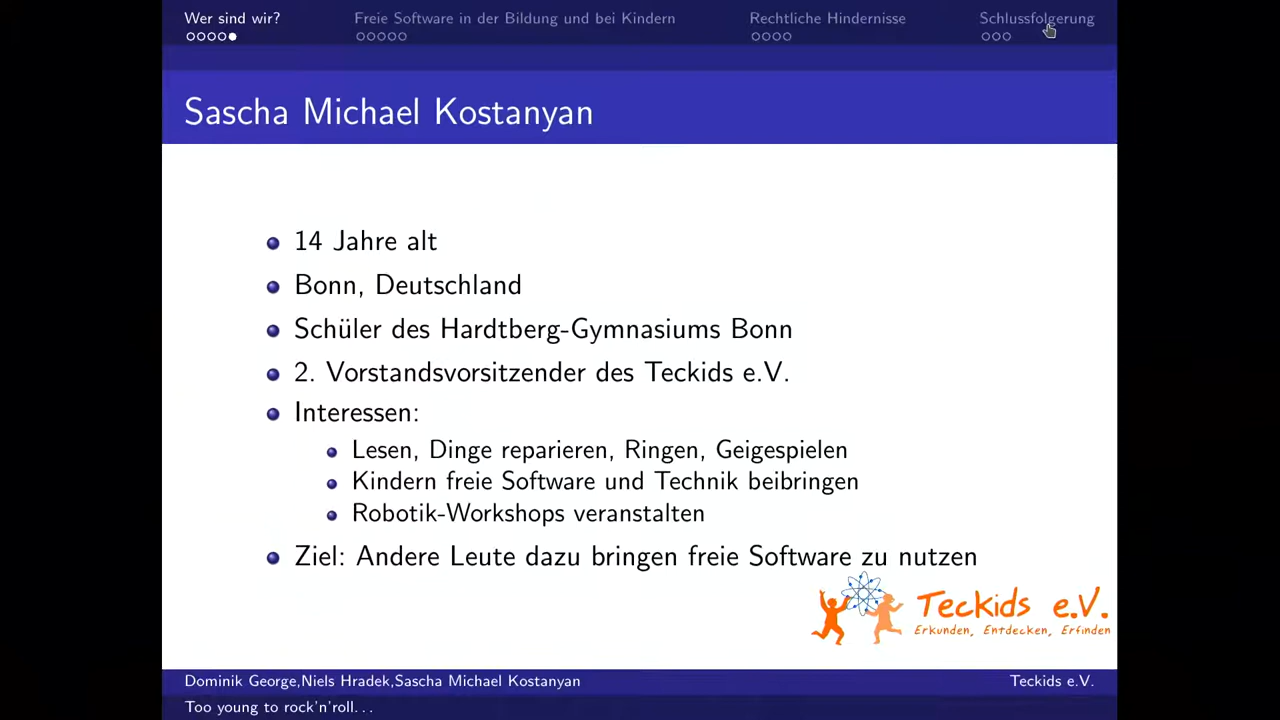 Wer sind wir?
Freie Software in der Bildung und bei Kindern
Rechtliche Hindernisse
Schlussfolgerung
Sascha Michael Kostanyan
14 Jahre alt
Bonn, Deutschland
Schüler des Hardtberg-Gymnasiums Bonn
2. Vorstandsvorsitzender des Teckids e.V.
Interessen:
Lesen, Dinge reparieren, Ringen, Geigespielen
Kindern freie Software und Technik beibringen
Robotik-Workshops veranstalten
Ziel: Andere Leute dazu bringen freie Software zu nutzen
Teckids e.V.
Erkunden, Entdecken, Erfinden
Dominik George,Niels Hradek,Sascha Michael Kostanyan
Teckids e.V.
Too young to rock'n'roll...